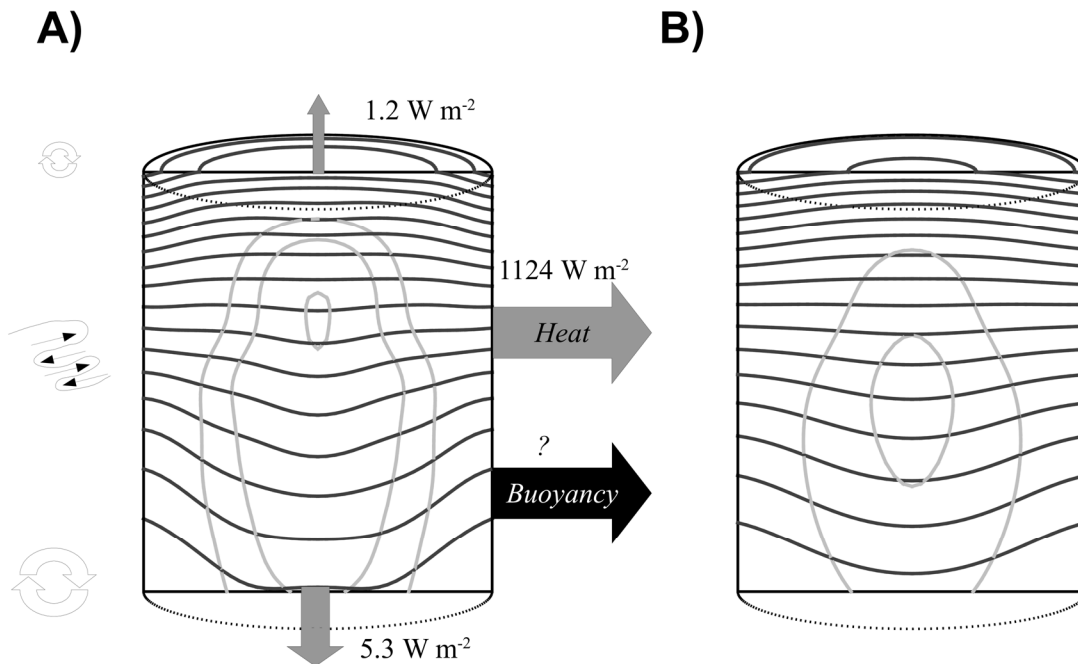 A)
B)
1.2 W m⁻²
1124 W m⁻²
Heat
?
Buoyancy
5.3 W m⁻²